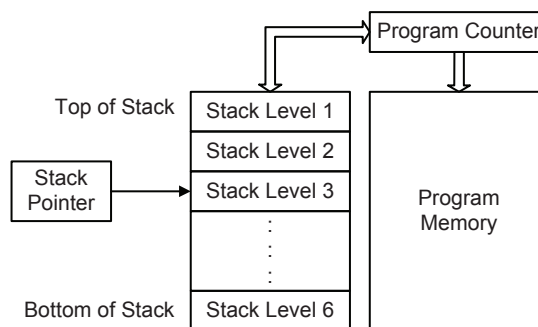 Program Counter
Top of Stack
Stack Level 1
Stack Level 2
Stack
Pointer
Stack Level 3
Program
Memory
Bottom of Stack
Stack Level 6